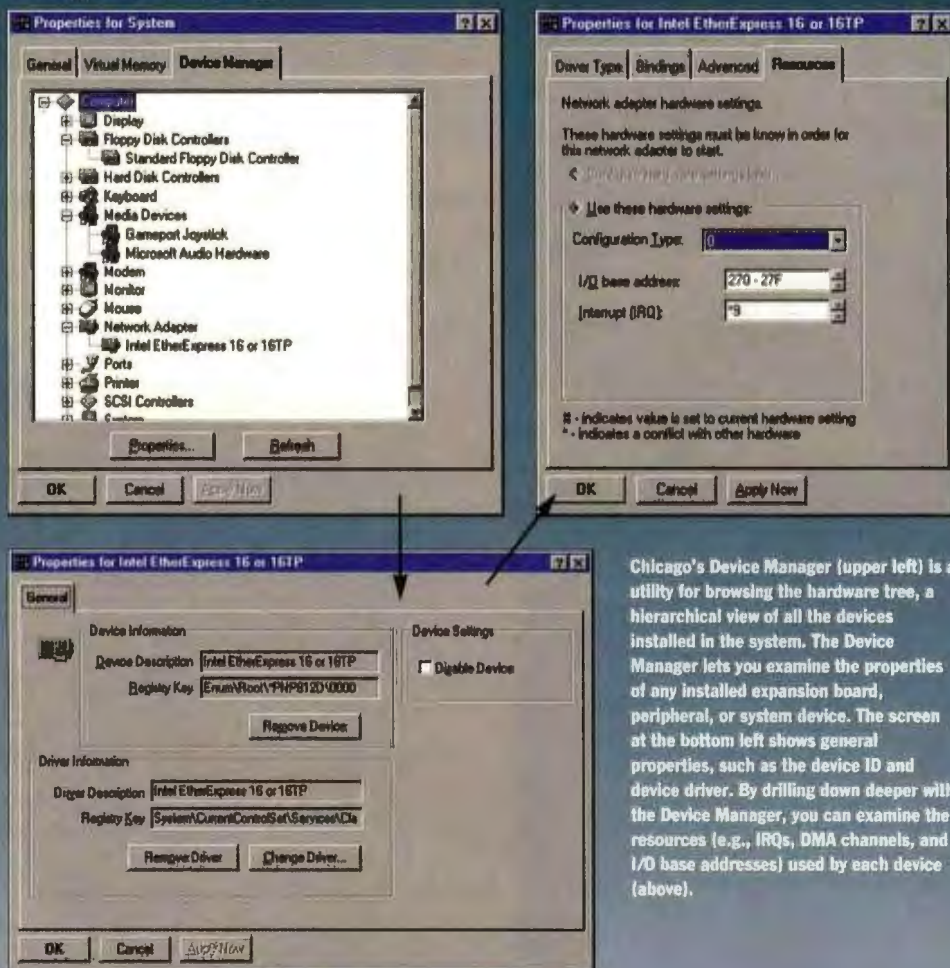 Properties for System
General Virtual Memory Device Manager
Computer
Display
Floppy Disk Controllers
Standard Floppy Disk Controller
Hard Disk Controllers
Keyboard
Media Devices
Gameport Joystick
Microsoft Audio Hardware
Modem
Monitor
Mouse
Network Adapter
Intel EtherExpress 16 or 16TP
Ports
Printer
SCSI Controllers
System
Properties... Refresh
OK Cancel Apply Now
Properties for Intel EtherExpress 16 or 16TP
Driver Type Bindings Advanced Resources
Network adapter hardware settings.
These hardware settings must be know in order for
this network adapter to start.
Use these hardware settings:
Configuration Type: 0
I/O base address: 270 - 27F
Interrupt (IRQ): *9
# - indicates value is set to current hardware setting
* - indicates a conflict with other hardware
OK Cancel Apply Now
Properties for Intel EtherExpress 16 or 16TP
General
Device Information
Device Description Intel EtherExpress 16 or 16TP
Registry Key Enum\Root\*PNP812D\0000
Remove Device
Device Settings
Disable Device
Driver Information
Driver Description Intel EtherExpress 16 or 16TP
Registry Key System\CurrentControlSet\Services\Cla
Remove Driver Change Driver...
OK Cancel Apply Now
Chicago's Device Manager (upper left) is a
utility for browsing the hardware tree, a
hierarchical view of all the devices
installed in the system. The Device
Manager lets you examine the properties
of any installed expansion board,
peripheral, or system device. The screen
at the bottom left shows general
properties, such as the device ID and
device driver. By drilling down deeper with
the Device Manager, you can examine the
resources (e.g., IRQs, DMA channels, and
I/O base addresses) used by each device
(above).